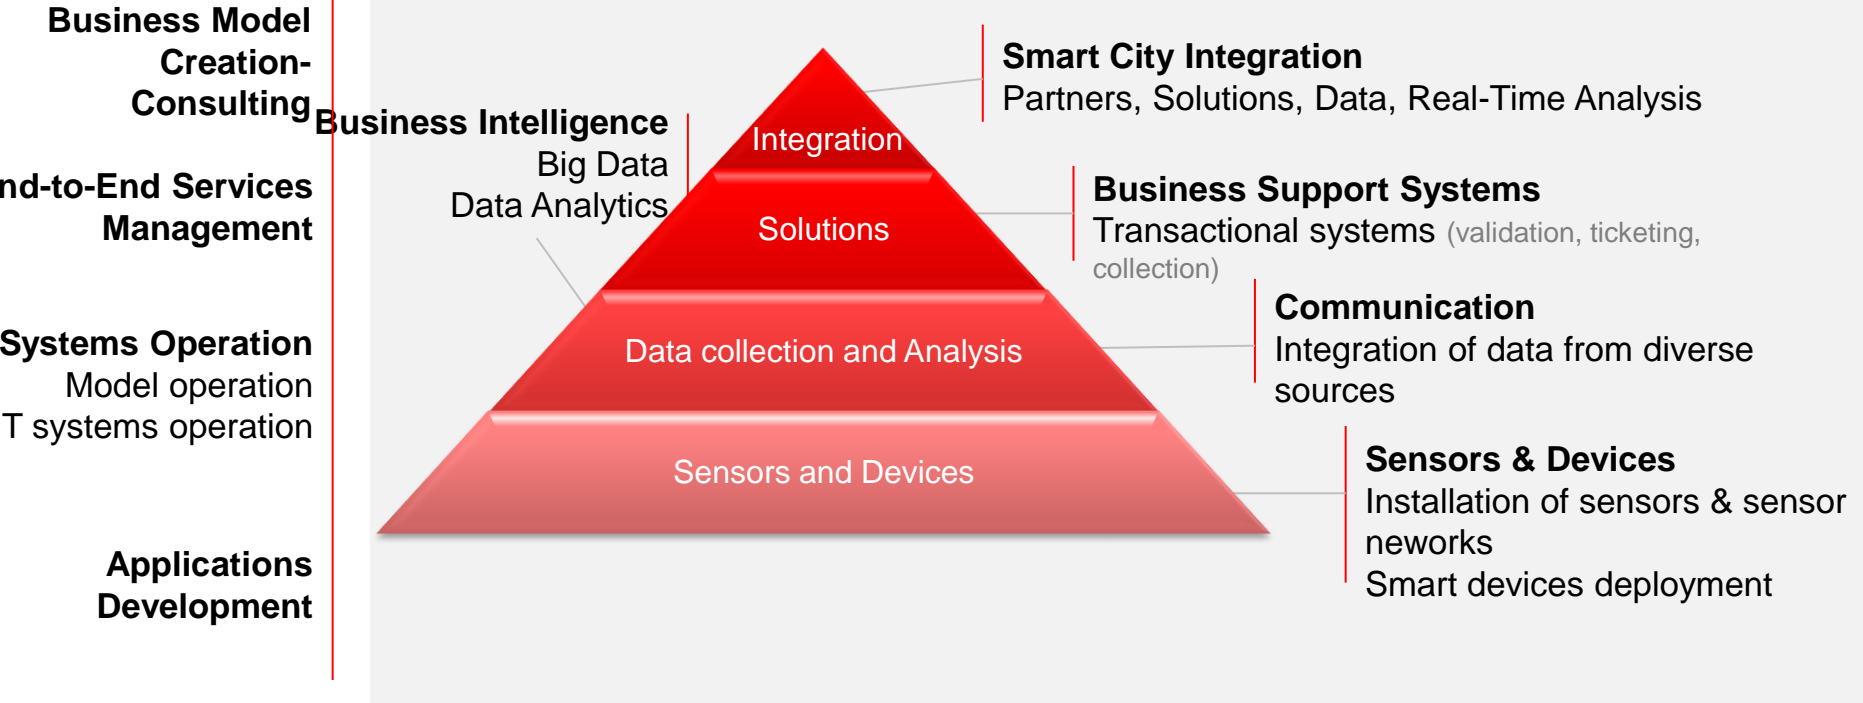 Business Model
Creation-
Consulting
nd-to-End Services
Management
Systems Operation
Model operation
T systems operation
Applications
Development
Business Intelligence
Big Data
Data Analytics
Integration
Solutions
Data collection and Analysis
Sensors and Devices
Smart City Integration
Partners, Solutions, Data, Real-Time Analysis
Business Support Systems
Transactional systems (validation, ticketing,
collection)
Communication
Integration of data from diverse
sources
Sensors & Devices
Installation of sensors & sensor
neworks
Smart devices deployment